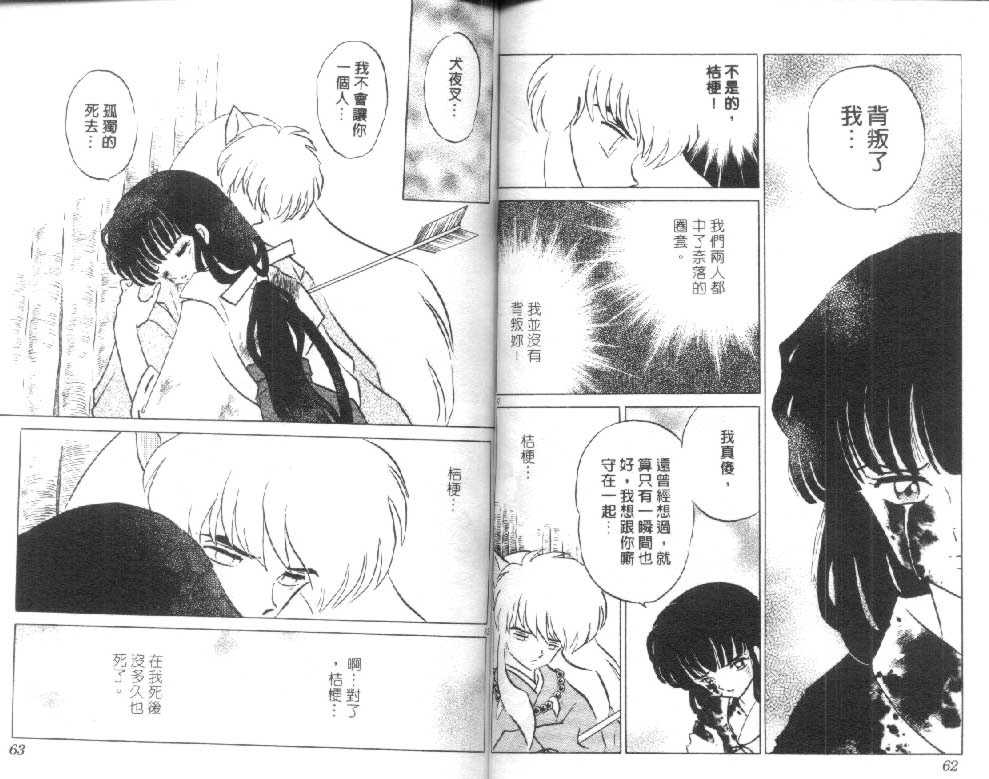 背叛了
我…
不是的，
桔梗！
我們兩人都
中了奈落的
圈套。
我並沒有
背叛妳！
我真傻，
還曾經想過，就
算只有一瞬間也
好，我想跟你廝
守在一起…
桔梗…
62
犬夜叉…
我不會讓你
一個人…
孤獨的
死去…
桔梗…
啊…對了
，桔梗…
在我死後
沒多久也
死了。
63